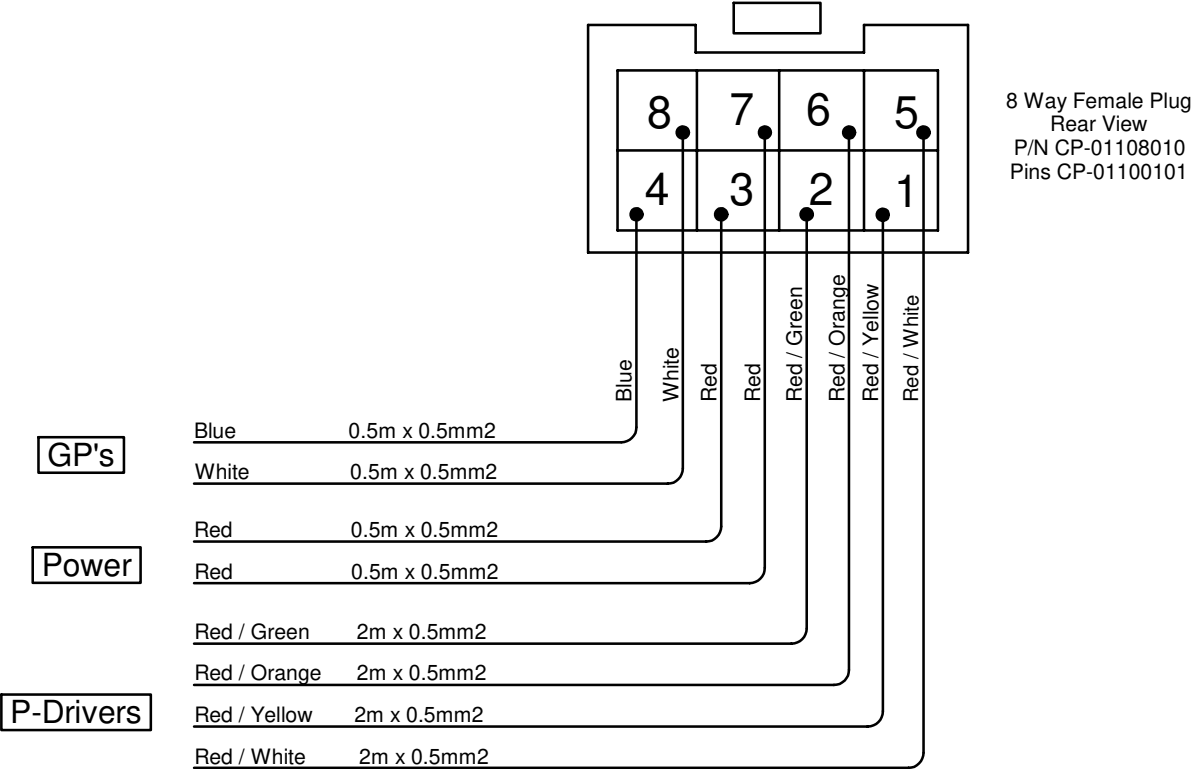 8 7 6 5
4 3 2 1
8 Way Female Plug
Rear View
P/N CP-01108010
Pins CP-01100101
Blue
White
Red
Red
Red / Green
Red / Orange
Red / Yellow
Red / White
GP's
Blue 0.5m x 0.5mm2
White 0.5m x 0.5mm2
Power
Red 0.5m x 0.5mm2
Red 0.5m x 0.5mm2
P-Drivers
Red / Green 2m x 0.5mm2
Red / Orange 2m x 0.5mm2
Red / Yellow 2m x 0.5mm2
Red / White 2m x 0.5mm2